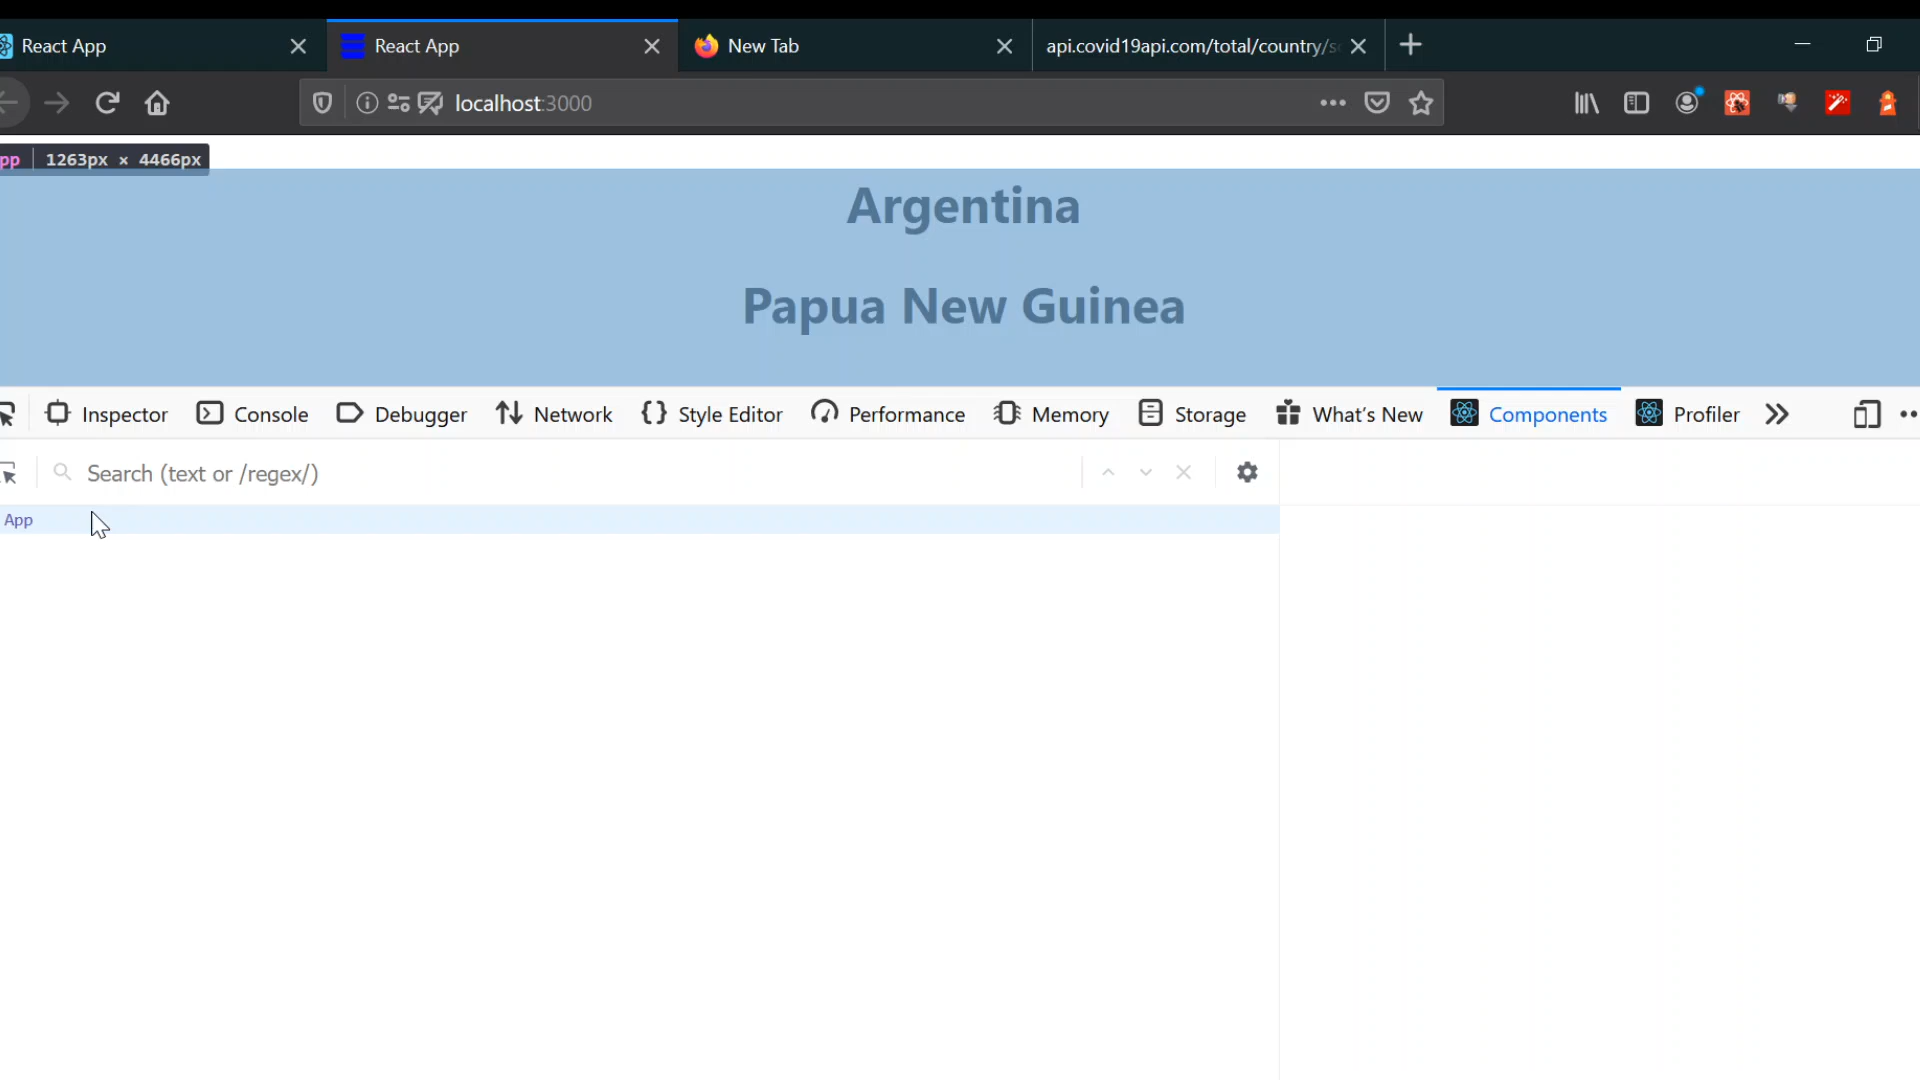 React App
React App
New Tab
api.covid19api.com/total/country/s
localhost:3000
pp 1263px × 4466px
Argentina
Papua New Guinea
Inspector Console Debugger Network Style Editor Performance Memory Storage What's New Components Profiler
Search (text or /regex/)
App